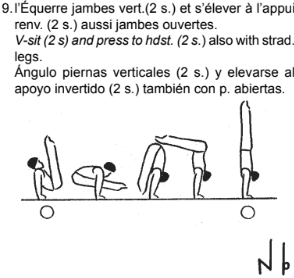 9.l'Équerre jambes vert.(2 s.) et s'élever à l'appui
renv. (2 s.) aussi jambes ouvertes.
V-sit (2 s) and press to hdst. (2 s.) also with strad.
legs.
Ángulo piernas verticales (2 s.) y elevarse al
apoyo invertido (2 s.) también con p. abiertas.